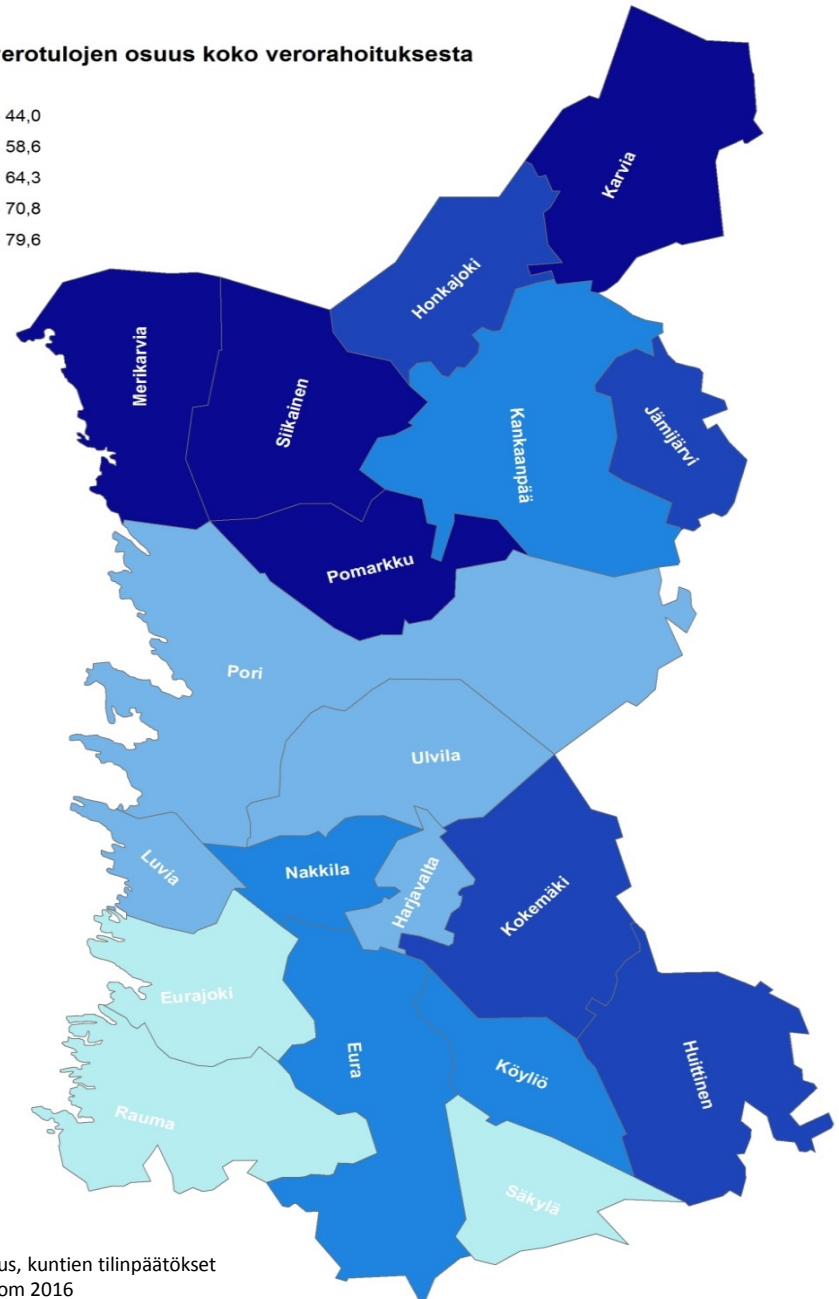 erotulojen osuus koko verorahoituksesta
44,0
58,6
64,3
70,8
79,6
Karvia
Honkajoki
Merikarvia
Siikainen
Kankaanpää
Jämijärvi
Pomarkku
Pori
Ulvila
Luvia
Nakkila
Harjavalta
Kokemäki
Eurajoki
Eura
Köyliö
Huittinen
Rauma
Säkylä
us, kuntien tilinpäätökset
om 2016